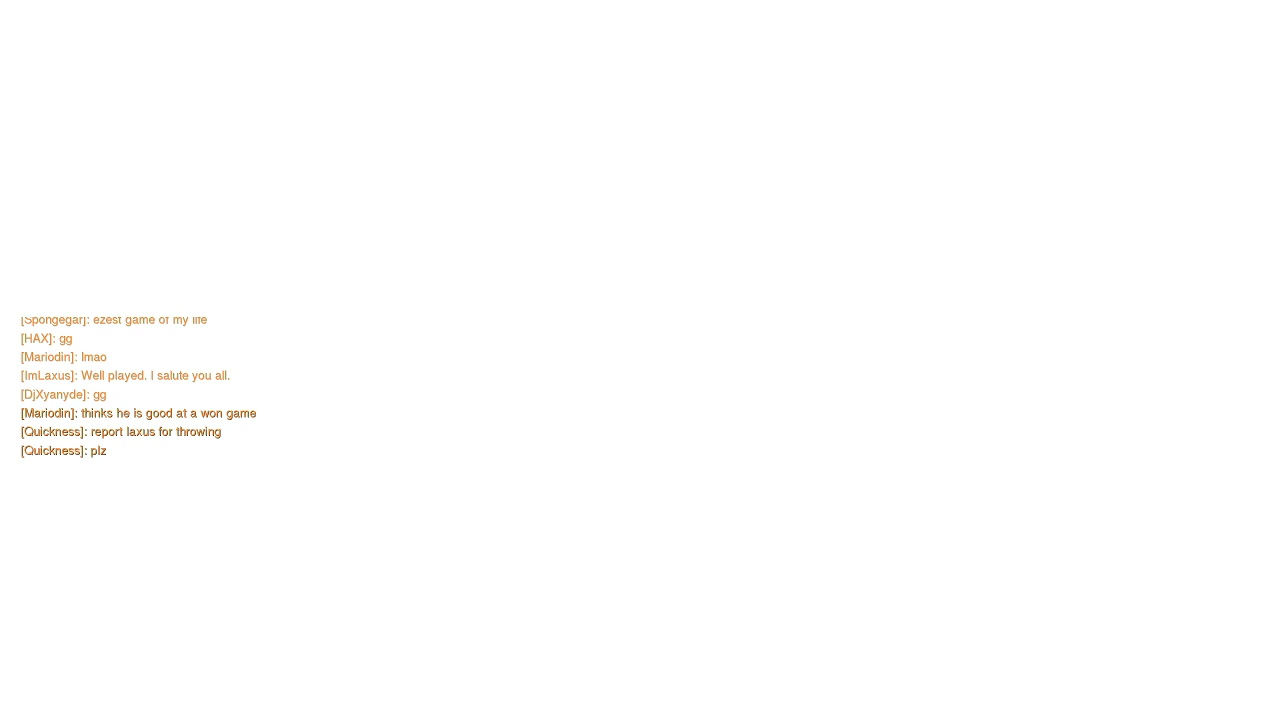 [Spongegar]: ezest game of my life
[HAX]: gg
[Mariodin]: lmao
[ImLaxus]: Well played. I salute you all.
[DjXyanyde]: gg
[Mariodin]: thinks he is good at a won game
[Quickness]: report laxus for throwing
[Quickness]: plz